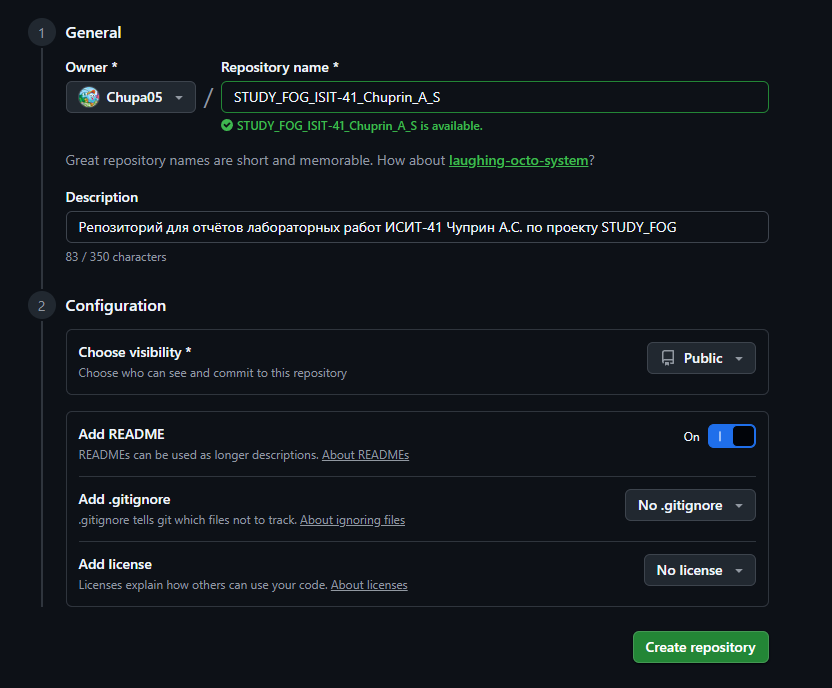 1 General
Owner * Repository name *
Chupa05 / STUDY_FOG_ISIT-41_Chuprin_A_S
STUDY_FOG_ISIT-41_Chuprin_A_S is available.
Great repository names are short and memorable. How about laughing-octo-system?
Description
Репозиторий для отчётов лабораторных работ ИСИТ-41 Чуприн А.С. по проекту STUDY_FOG
83 / 350 characters
2 Configuration
Choose visibility *
Choose who can see and commit to this repository
Public
Add README
READMEs can be used as longer descriptions. About READMEs
On
Add .gitignore
.gitignore tells git which files not to track. About ignoring files
No .gitignore
Add license
Licenses explain how others can use your code. About licenses
No license
Create repository